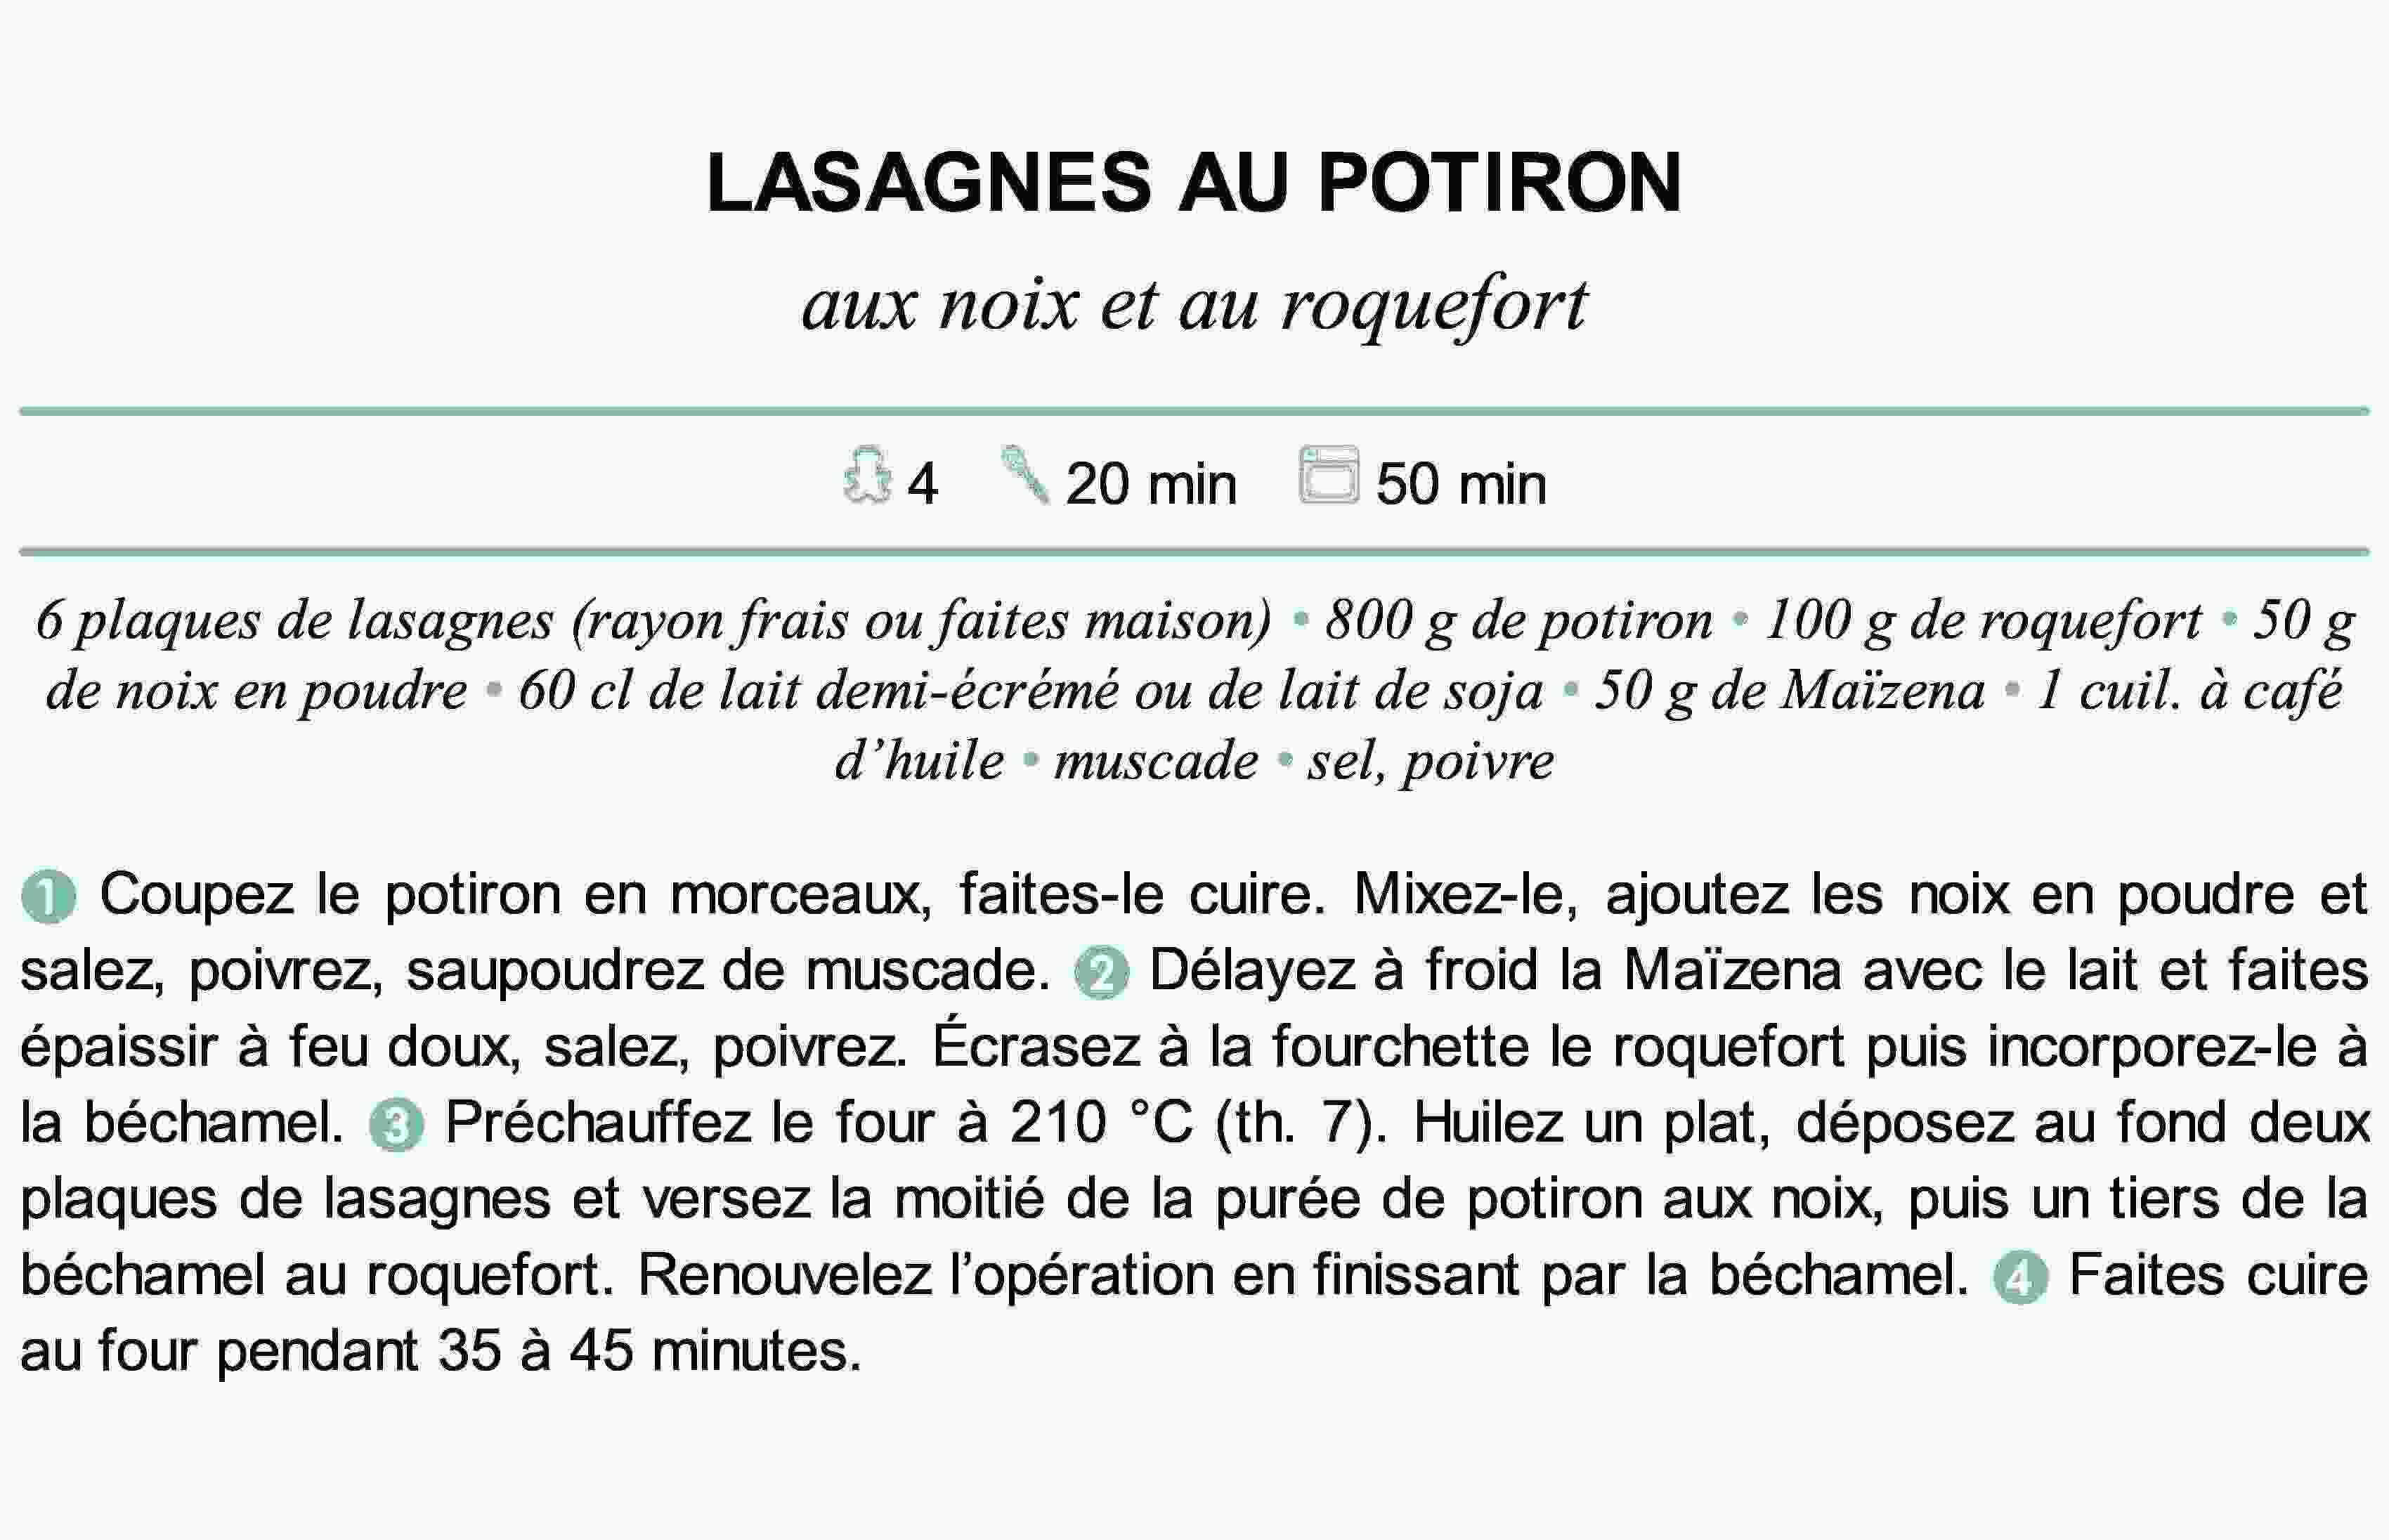 LASAGNES AU POTIRON
aux noix et au roquefort
4 20 min 50 min
6 plaques de lasagnes (rayon frais ou faites maison) • 800 g de potiron • 100 g de roquefort • 50 g
de noix en poudre • 60 cl de lait demi-écrémé ou de lait de soja • 50 g de Maïzena • 1 cuil. à café
d’huile • muscade • sel, poivre
1 Coupez le potiron en morceaux, faites-le cuire. Mixez-le, ajoutez les noix en poudre et
salez, poivrez, saupoudrez de muscade. 2 Délayez à froid la Maïzena avec le lait et faites
épaissir à feu doux, salez, poivrez. Écrasez à la fourchette le roquefort puis incorporez-le à
la béchamel. 3 Préchauffez le four à 210 °C (th. 7). Huilez un plat, déposez au fond deux
plaques de lasagnes et versez la moitié de la purée de potiron aux noix, puis un tiers de la
béchamel au roquefort. Renouvelez l’opération en finissant par la béchamel. 4 Faites cuire
au four pendant 35 à 45 minutes.